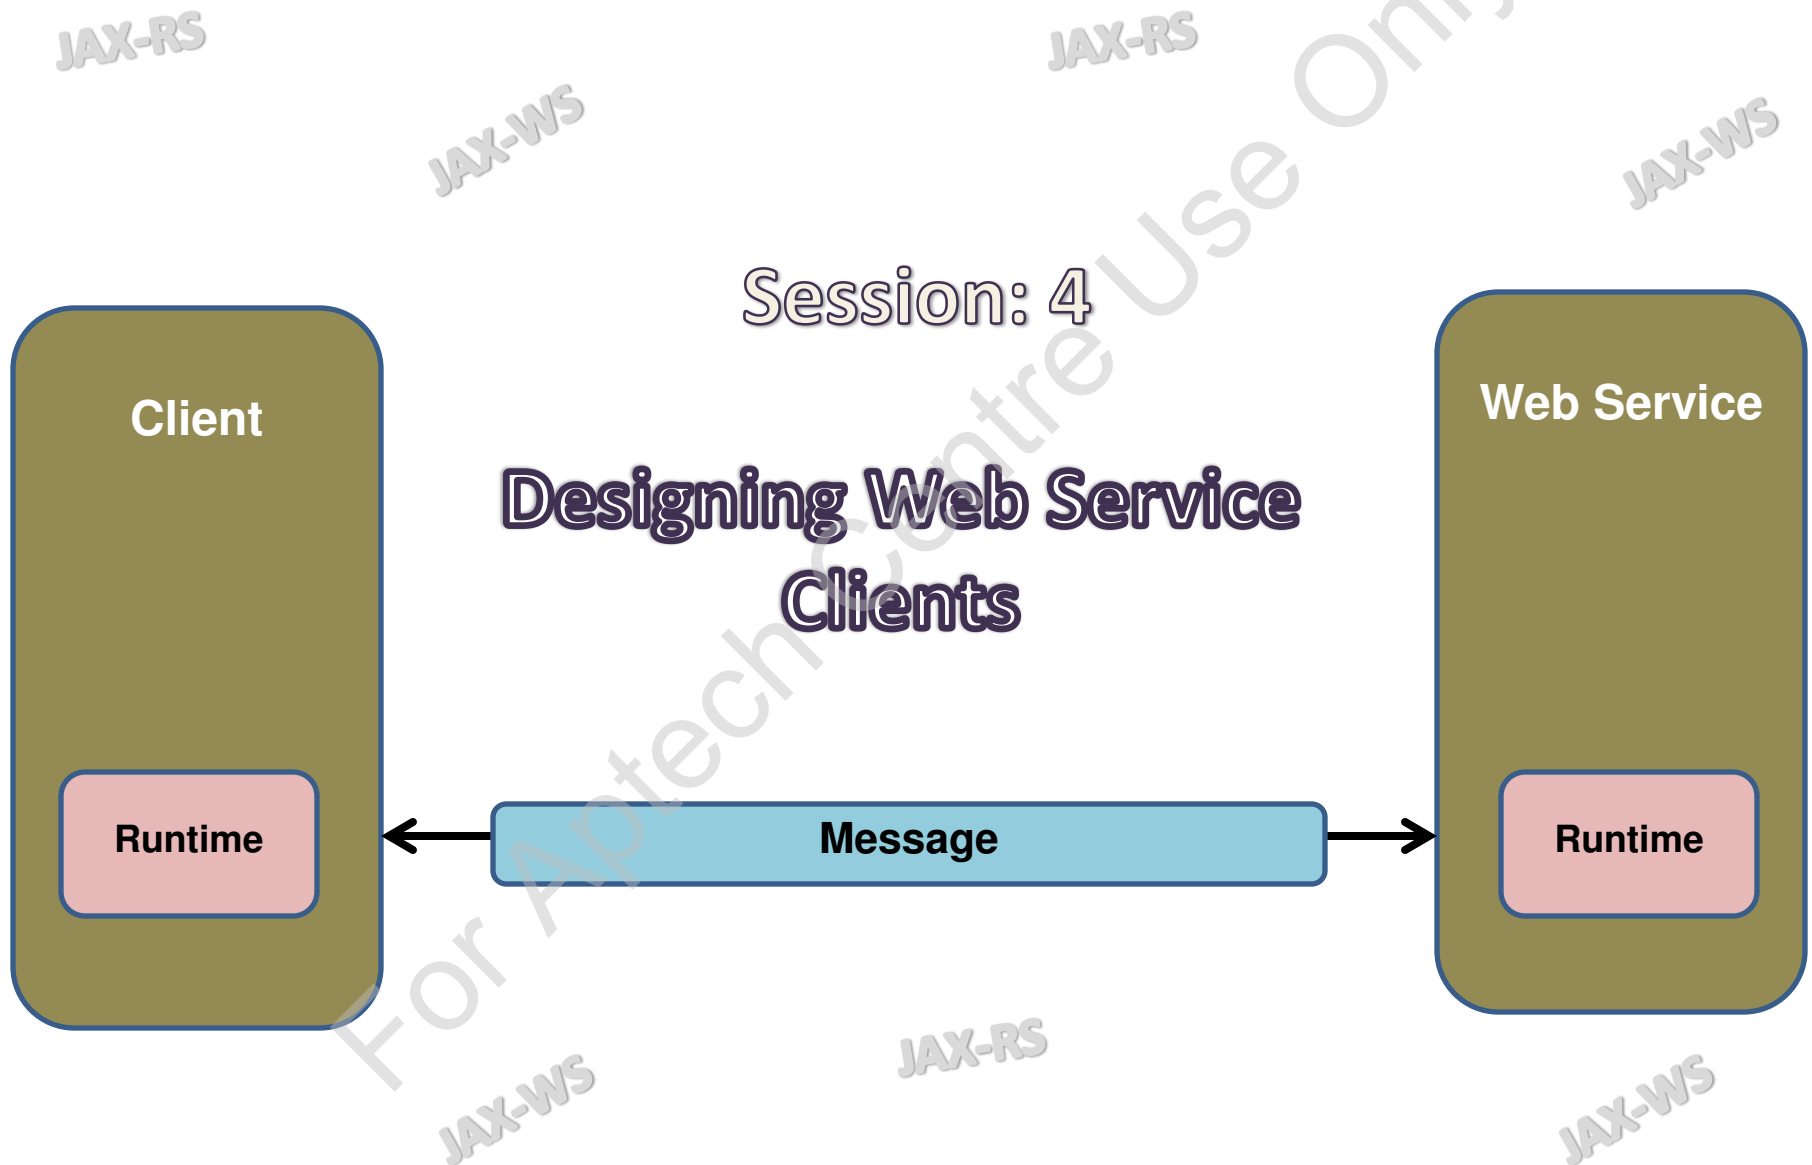 JAX-RS
JAX-RS
JAX-WS
JAX-WS
Session: 4
Client
Web Service
Designing Web Service
Clients
Runtime
Message
Runtime
For Aptech Centre Use Only
JAX-RS
JAX-WS
JAX-WS